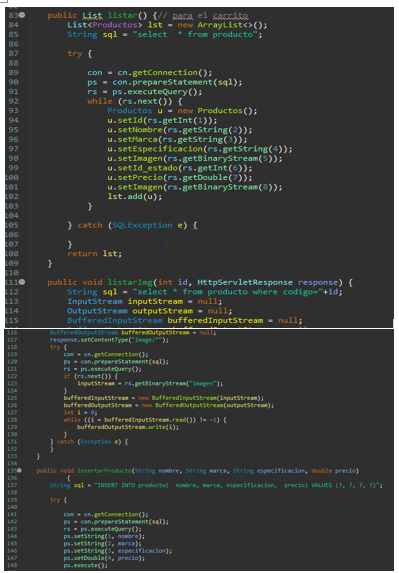 83 public List listar() {// para el carrito
84 List<Productos> lst = new ArrayList<>();
85 String sql = "select  * from producto";
86
87 try {
88
89 con = cn.getConnection();
90 ps = con.prepareStatement(sql);
91 rs = ps.executeQuery();
92 while (rs.next()) {
93 Productos u = new Productos();
94 u.setId(rs.getInt(1));
95 u.setNombre(rs.getString(2));
96 u.setMarca(rs.getString(3));
97 u.setEspecificacion(rs.getString(4));
98 u.setImagen(rs.getBinaryStream(5));
99 u.setId_estado(rs.getInt(6));
100 u.setPrecio(rs.getDouble(7));
101 u.setImagen(rs.getBinaryStream(8));
102 lst.add(u);
103 }
104
105 } catch (SQLException e) {
106
107 }
108 return lst;
109 }
110
111 public void listarImg(int id, HttpServletResponse response) {
112 String sql = "select * from producto where codigo="+id;
113 InputStream inputStream = null;
114 OutputStream outputStream = null;
115 BufferedInputStream bufferedInputStream = null;
116 BufferedOutputStream bufferedOutputStream = null;
117 response.setContentType("image/*");
118 try {
119 con = cn.getConnection();
120 ps = con.prepareStatement(sql);
121 rs = ps.executeQuery();
122 if (rs.next()) {
123 inputStream = rs.getBinaryStream("imagen");
124 }
125 bufferedInputStream = new BufferedInputStream(inputStream);
126 bufferedOutputStream = new BufferedOutputStream(outputStream);
127 int i = 0;
128 while ((i = bufferedInputStream.read()) != -1) {
129 bufferedOutputStream.write(i);
130 }
131 } catch (Exception e) {
132 }
133 }
134
135 public void insertarProducto(String nombre, String marca, String especificacion, double precio)
136 {
137 String sql = "INSERT INTO producto(  nombre, marca, especificacion,  precio) VALUES (?, ?, ?, ?)";
138
139 try {
140
141 con = cn.getConnection();
142 ps = con.prepareStatement(sql);
143 rs = ps.executeQuery();
144 ps.setString(1, nombre);
145 ps.setString(2, marca);
146 ps.setString(3, especificacion);
147 ps.setDouble(4, precio);
148 ps.execute();